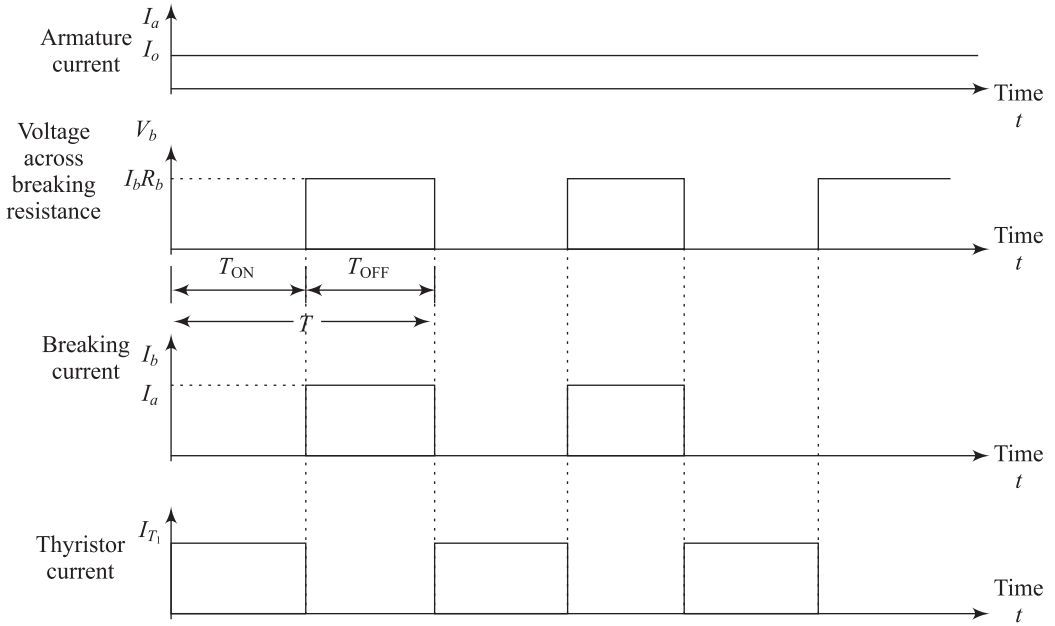 I_a
Armature
current
I_o
Time
t
Voltage
across
breaking
resistance
V_b
I_bR_b
Time
t
T_ON
T_OFF
T
Breaking
current
I_b
I_a
Time
t
Thyristor
current
I_T_1
Time
t